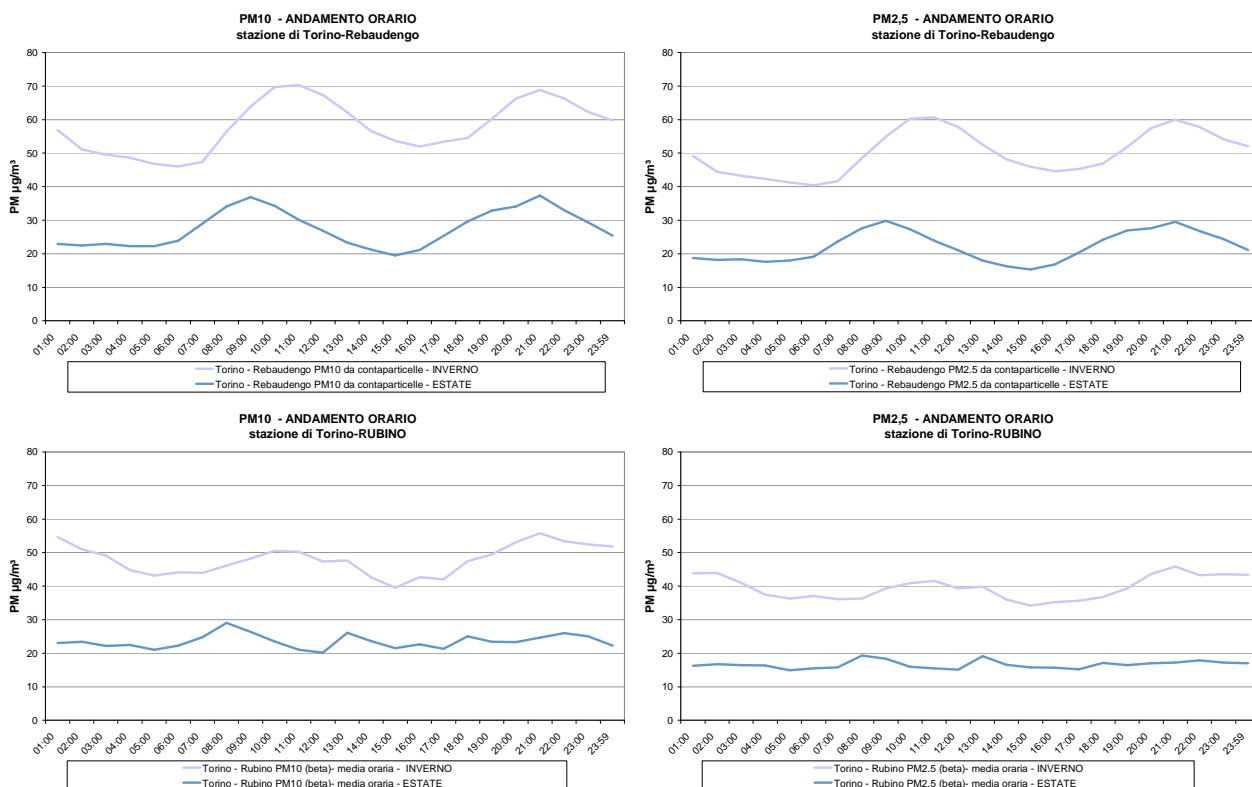 PM10 - ANDAMENTO ORARIO
stazione di Torino-Rebaudengo
PM µg/m³
80
70
60
50
40
30
20
10
0
01:00 02:00 03:00 04:00 05:00 06:00 07:00 08:00 09:00 10:00 11:00 12:00 13:00 14:00 15:00 16:00 17:00 18:00 19:00 20:00 21:00 22:00 23:00 23:59
Torino - Rebaudengo PM10 da contaparticelle - INVERNO
Torino - Rebaudengo PM10 da contaparticelle - ESTATE
PM2,5 - ANDAMENTO ORARIO
stazione di Torino-Rebaudengo
PM µg/m³
80
70
60
50
40
30
20
10
0
01:00 02:00 03:00 04:00 05:00 06:00 07:00 08:00 09:00 10:00 11:00 12:00 13:00 14:00 15:00 16:00 17:00 18:00 19:00 20:00 21:00 22:00 23:00 23:59
Torino - Rebaudengo PM2.5 da contaparticelle - INVERNO
Torino - Rebaudengo PM2.5 da contaparticelle - ESTATE
PM10 - ANDAMENTO ORARIO
stazione di Torino-RUBINO
PM µg/m³
80
70
60
50
40
30
20
10
0
01:00 02:00 03:00 04:00 05:00 06:00 07:00 08:00 09:00 10:00 11:00 12:00 13:00 14:00 15:00 16:00 17:00 18:00 19:00 20:00 21:00 22:00 23:00 23:59
Torino - Rubino PM10 (beta)- media oraria - INVERNO
Torino - Rubino PM10 (beta)- media oraria - ESTATE
PM2,5 - ANDAMENTO ORARIO
stazione di Torino-RUBINO
PM µg/m³
80
70
60
50
40
30
20
10
0
01:00 02:00 03:00 04:00 05:00 06:00 07:00 08:00 09:00 10:00 11:00 12:00 13:00 14:00 15:00 16:00 17:00 18:00 19:00 20:00 21:00 22:00 23:00 23:59
Torino - Rubino PM2.5 (beta)- media oraria - INVERNO
Torino - Rubino PM2.5 (beta)- media oraria - ESTATE